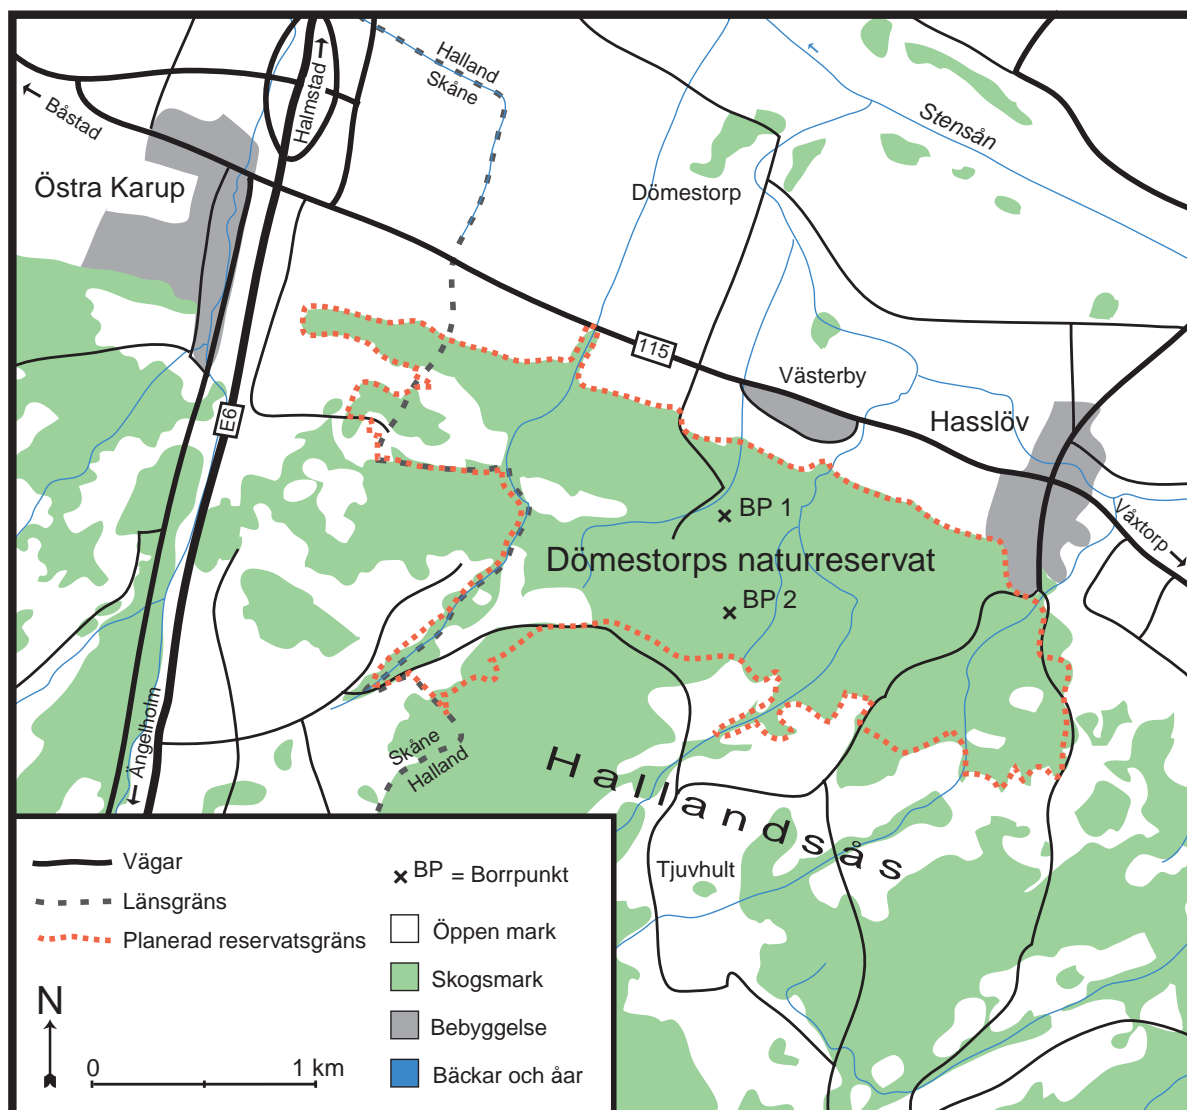 Halland
Skåne
Halmstad
Båstad
Stensån
Östra Karup
Dömestorp
115
Västerby
E6
Hasslöv
BP 1
Våxtorp
Dömestorps naturreservat
BP 2
Ängelholm
Skåne
Halland
Hallandsås
Tjuvhult
Vägar
Länsgräns
Planerad reservatsgräns
BP = Borrpunkt
Öppen mark
Skogsmark
Bebyggelse
Bäckar och åar
N
0 1 km